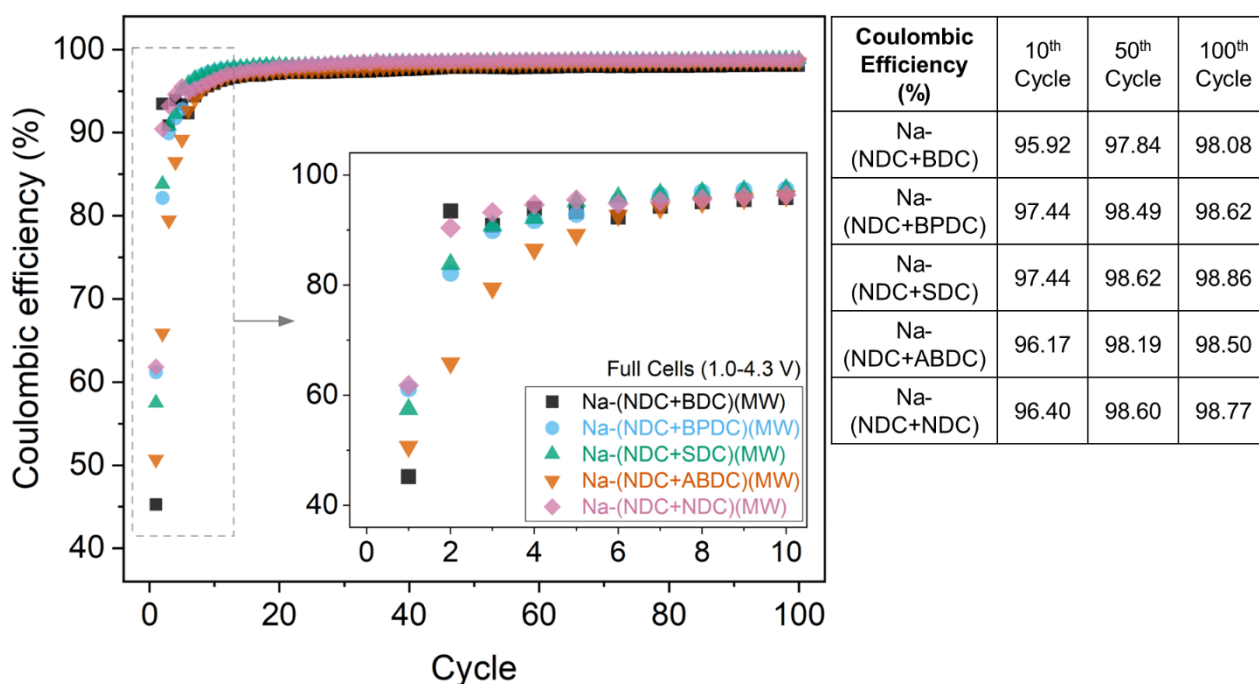 Coulombic efficiency (%)
100
90
80
70
60
50
40
0
20
40
60
80
100
Cycle
100
80
60
40
0
2
4
6
8
10
Full Cells (1.0-4.3 V)
Na-(NDC+BDC)(MW)
Na-(NDC+BPDC)(MW)
Na-(NDC+SDC)(MW)
Na-(NDC+ABDC)(MW)
Na-(NDC+NDC)(MW)
Coulombic
Efficiency
(%)
10th
Cycle
50th
Cycle
100th
Cycle
Na-
(NDC+BDC)
95.92
97.84
98.08
Na-
(NDC+BPDC)
97.44
98.49
98.62
Na-
(NDC+SDC)
97.44
98.62
98.86
Na-
(NDC+ABDC)
96.17
98.19
98.50
Na-
(NDC+NDC)
96.40
98.60
98.77